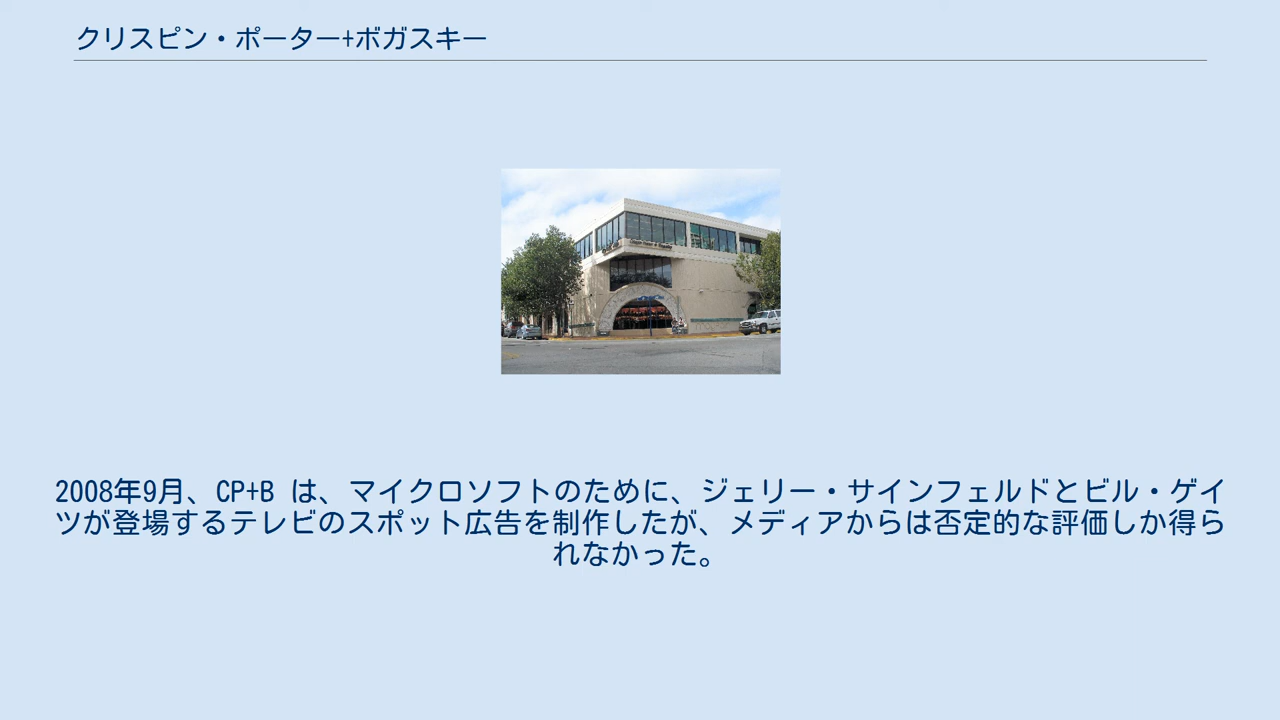 クリスピン・ポーター+ボガスキー
2008年9月、CP+B は、マイクロソフトのために、ジェリー・サインフェルドとビル・ゲイ
ツが登場するテレビのスポット広告を制作したが、メディアからは否定的な評価しか得ら
れなかった。